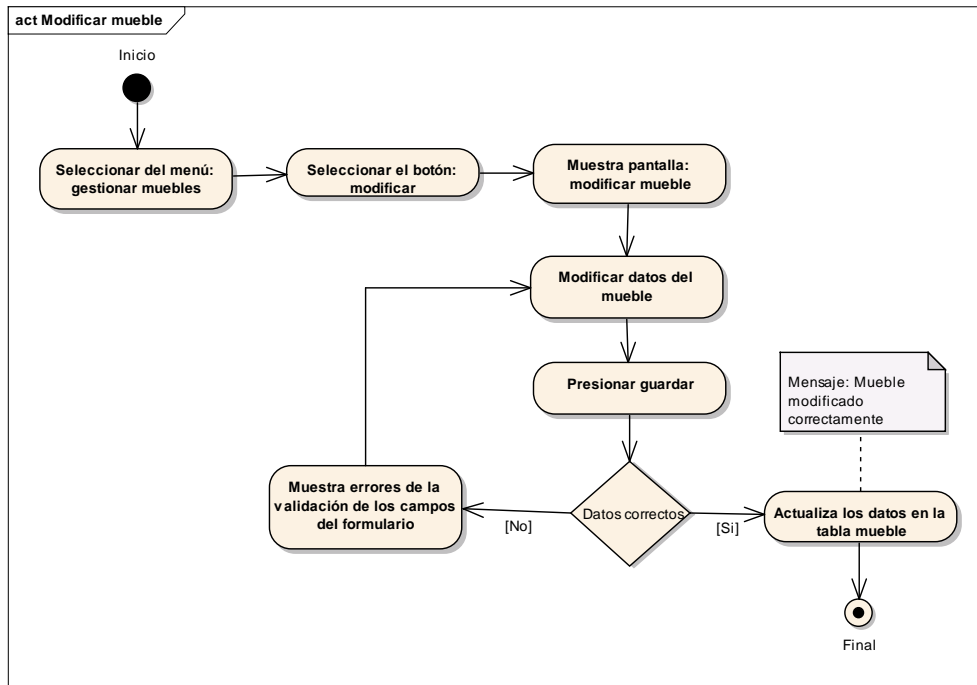 act Modificar mueble
Inicio
Seleccionar del menú:
gestionar muebles
Seleccionar el botón:
modificar
Muestra pantalla:
modificar mueble
Modificar datos del
mueble
Presionar guardar
Mensaje: Mueble
modificado
correctamente
Muestra errores de la
validación de los campos
del formulario
[No]
Datos correctos
[Si]
Actualiza los datos en la
tabla mueble
Final